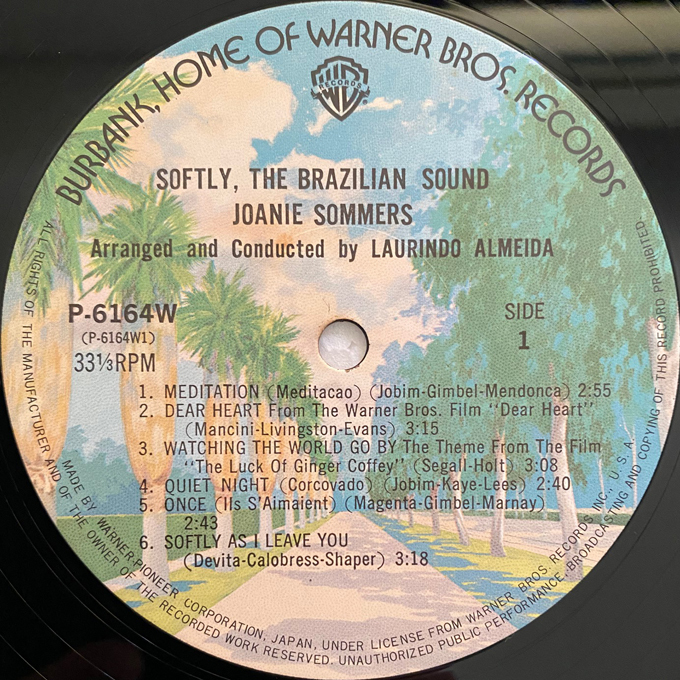 BURBANK, HOME OF WARNER BROS. RECORDS
RECORDS
SOFTLY, THE BRAZILIAN SOUND
JOANIE SOMMERS
Arranged and Conducted by LAURINDO ALMEIDA
P-6164W
(P-6164W1)
33⅓RPM
SIDE
1
1. MEDITATION (Meditacao) (Jobim-Gimbel-Mendonca) 2:55
2. DEAR HEART From The Warner Bros. Film "Dear Heart"
(Mancini-Livingston-Evans) 3:15
3. WATCHING THE WORLD GO BY The Theme From The Film
"The Luck Of Ginger Coffey" (Segall-Holt) 3:08
4. QUIET NIGHT (Corcovado) (Jobim-Kaye-Lees) 2:40
5. ONCE (Ils S'Aimaient) (Magenta-Gimbel-Marnay)
2:43
6. SOFTLY AS I LEAVE YOU
(Devita-Calobress-Shaper) 3:18
MADE BY WARNER-PIONEER CORPORATION, JAPAN, UNDER LICENSE FROM WARNER BROS. RECORDS INC., U.S.A.
ALL RIGHTS OF THE MANUFACTURER AND OF THE OWNER OF THE RECORDED WORK RESERVED. UNAUTHORIZED PUBLIC PERFORMANCE, BROADCASTING AND COPYING OF THIS RECORD PROHIBITED